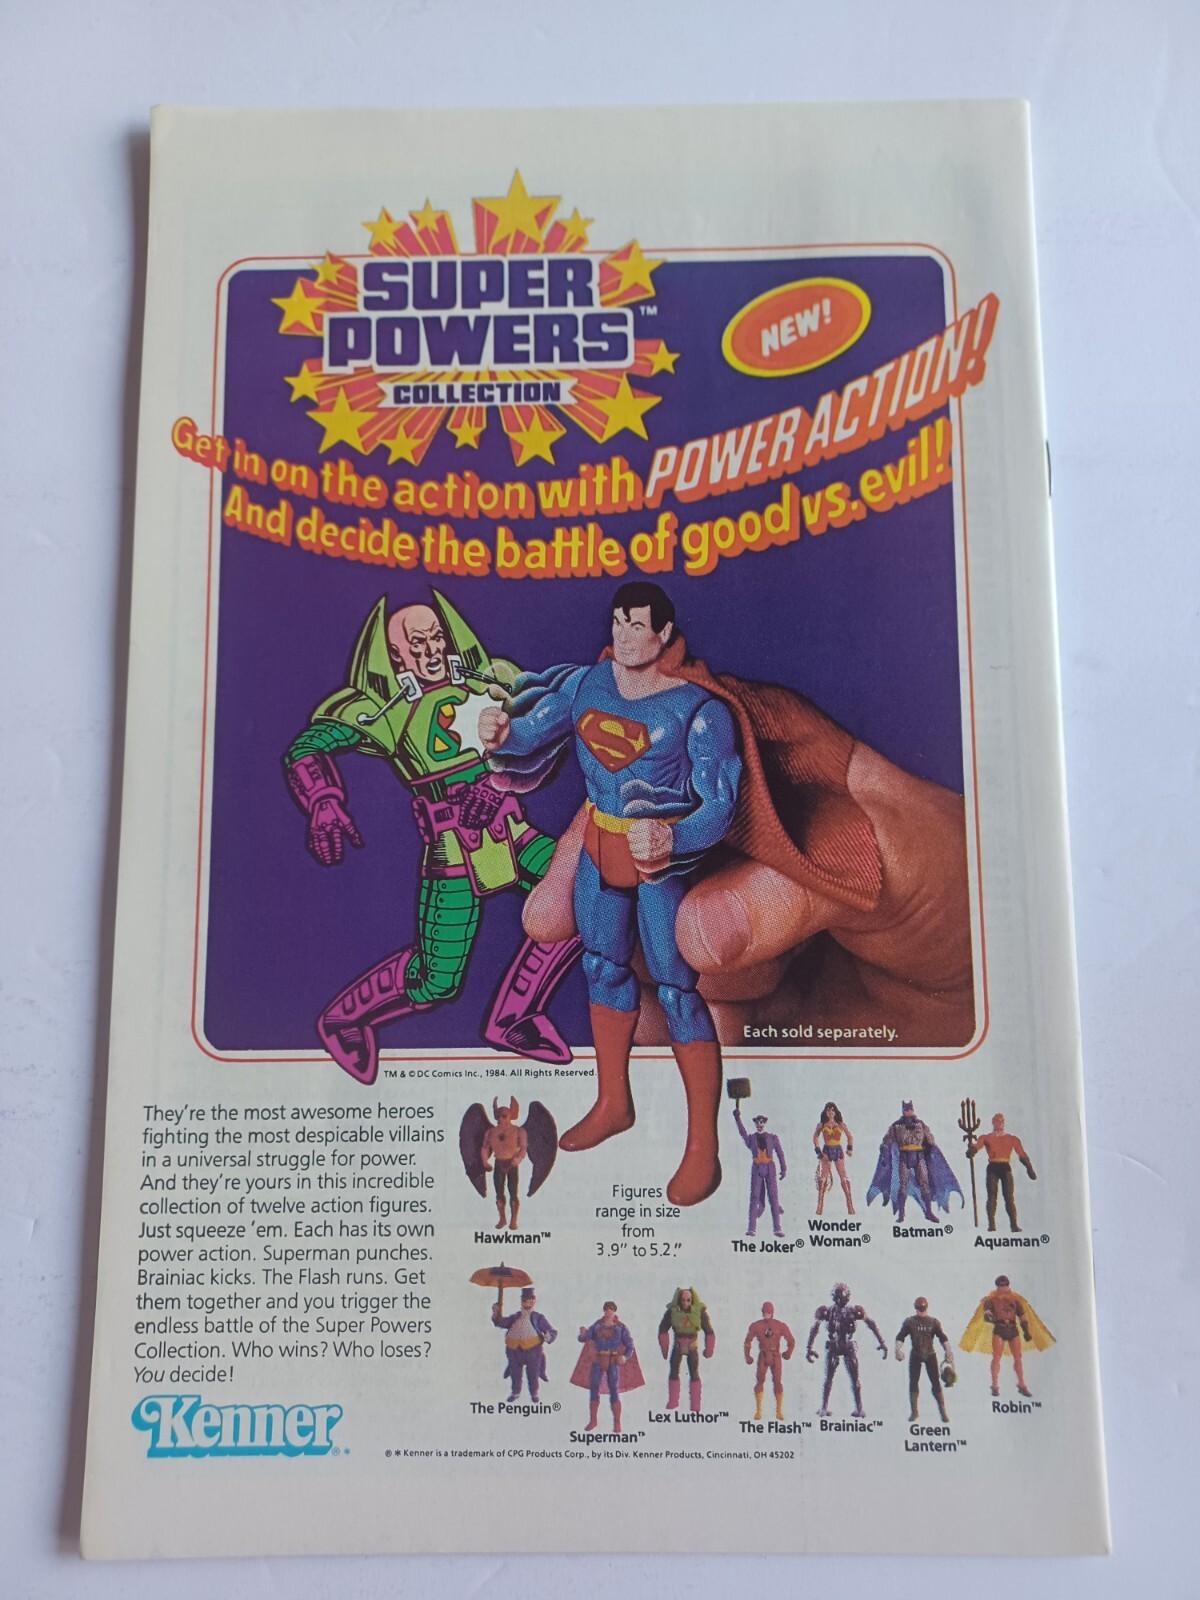 SUPER
POWERS™
COLLECTION
NEW!
Get in on the action with POWER ACTION!
And decide the battle of good vs. evil!
Each sold separately.
TM & © DC Comics Inc., 1984. All Rights Reserved.
They're the most awesome heroes
fighting the most despicable villains
in a universal struggle for power.
And they're yours in this incredible
collection of twelve action figures.
Just squeeze 'em. Each has its own
power action. Superman punches.
Brainiac kicks. The Flash runs. Get
them together and you trigger the
endless battle of the Super Powers
Collection. Who wins? Who loses?
You decide!
Hawkman™
Figures
range in size
from
3.9" to 5.2."
The Joker®
Wonder
Woman®
Batman®
Aquaman®
The Penguin®
Superman™
Lex Luthor™
The Flash™
Brainiac™
Green
Lantern™
Robin™
Kenner®*
® * Kenner is a trademark of CPG Products Corp., by its Div. Kenner Products, Cincinnati, OH 45202